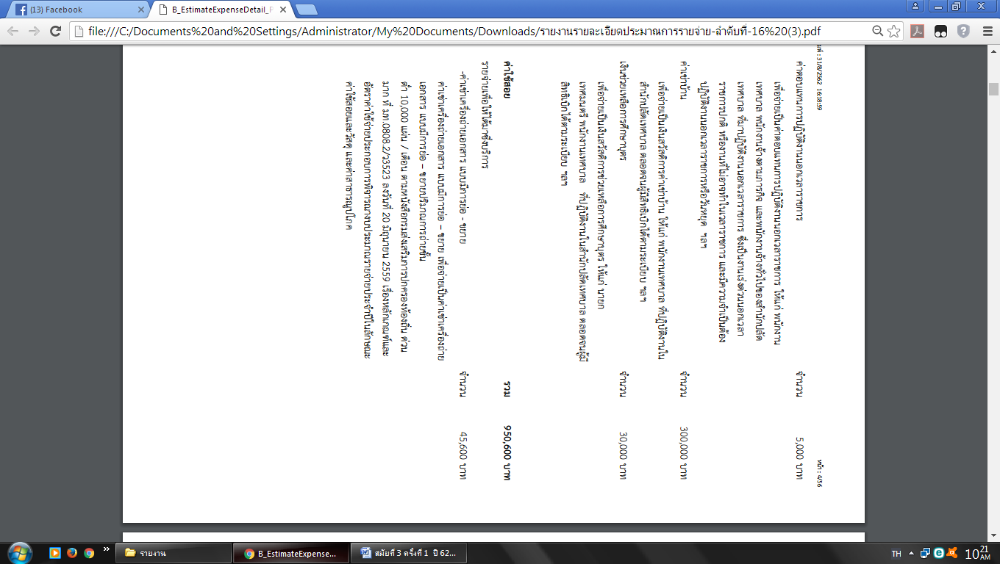 (13) Facebook
B_EstimateExpenseDetail_F
file:///C:/Documents%20and%20Settings/Administrator/My%20Documents/Downloads/รายงานรายละเอียดประมาณการรายจ่าย-ลำดับที่-16%20(3).pdf
มพ์ : 31/8/2562 16:18:59
หน้า : 4/56
ค่าตอบแทนการปฏิบัติงานนอกเวลาราชการ จำนวน 5,000 บาท
เพื่อจ่ายเป็นค่าตอบแทนการปฏิบัติงานนอกเวลาราชการ ให้แก่ พนักงาน
เทศบาล พนักงานจ้างตามภารกิจ และพนักงานจ้างทั่วไปของสำนักปลัด
เทศบาล ที่มาปฏิบัติงานนอกเวลาราชการ ซึ่งเป็นงานเร่งด่วนนอกเวลา
ราชการปกติ หรืองานที่ไม่อาจทำในเวลาราชการ และมีความจำเป็นต้อง
ปฏิบัติงานนอกเวลาราชการหรือวันหยุด ฯลฯ
ค่าเช่าบ้าน จำนวน 300,000 บาท
เพื่อจ่ายเป็นเงินสวัสดิการค่าเช่าบ้าน ให้แก่ พนักงานเทศบาล ที่ปฏิบัติงานใน
สำนักปลัดเทศบาล ตลอดจนผู้มีสิทธิเบิกได้ตามระเบียบ ฯลฯ
เงินช่วยเหลือการศึกษาบุตร จำนวน 30,000 บาท
เพื่อจ่ายเป็นเงินสวัสดิการช่วยเหลือการศึกษาบุตร ให้แก่ นายก
เทศมนตรี พนักงานเทศบาล ที่ปฏิบัติงานในสำนักปลัดเทศบาล ตลอดจนผู้มี
สิทธิเบิกได้ตามระเบียบ ฯลฯ
ค่าใช้สอย รวม 950,600 บาท
รายจ่ายเพื่อให้ได้มาซึ่งบริการ
-ค่าเช่าเครื่องถ่ายเอกสาร แบบมีการย่อ - ขยาย จำนวน 45,600 บาท
ค่าเช่าเครื่องถ่ายเอกสาร แบบมีการย่อ – ขยาย เพื่อจ่ายเป็นค่าเช่าเครื่องถ่าย
เอกสาร แบบมีการย่อ – ขยายปริมาณการถ่ายขั้น
ต่ำ 10,000 แผ่น / เดือน ตามหนังสือกรมส่งเสริมการปกครองท้องถิ่น ด่วน
มาก ที่ มท.0808.2/ว3523 ลงวันที่ 20 มิถุนายน 2559 เรื่องหลักเกณฑ์และ
อัตราค่าใช้จ่ายประกอบการพิจารณางบประมาณรายจ่ายประจำปีในลักษณะ
ค่าใช้สอยและวัสดุ และค่าสาธารณูปโภค
รายงาน
B_EstimateExpense...
สมัยที่ 3 ครั้งที่ 1 ปี 62...
TH
10 21 AM